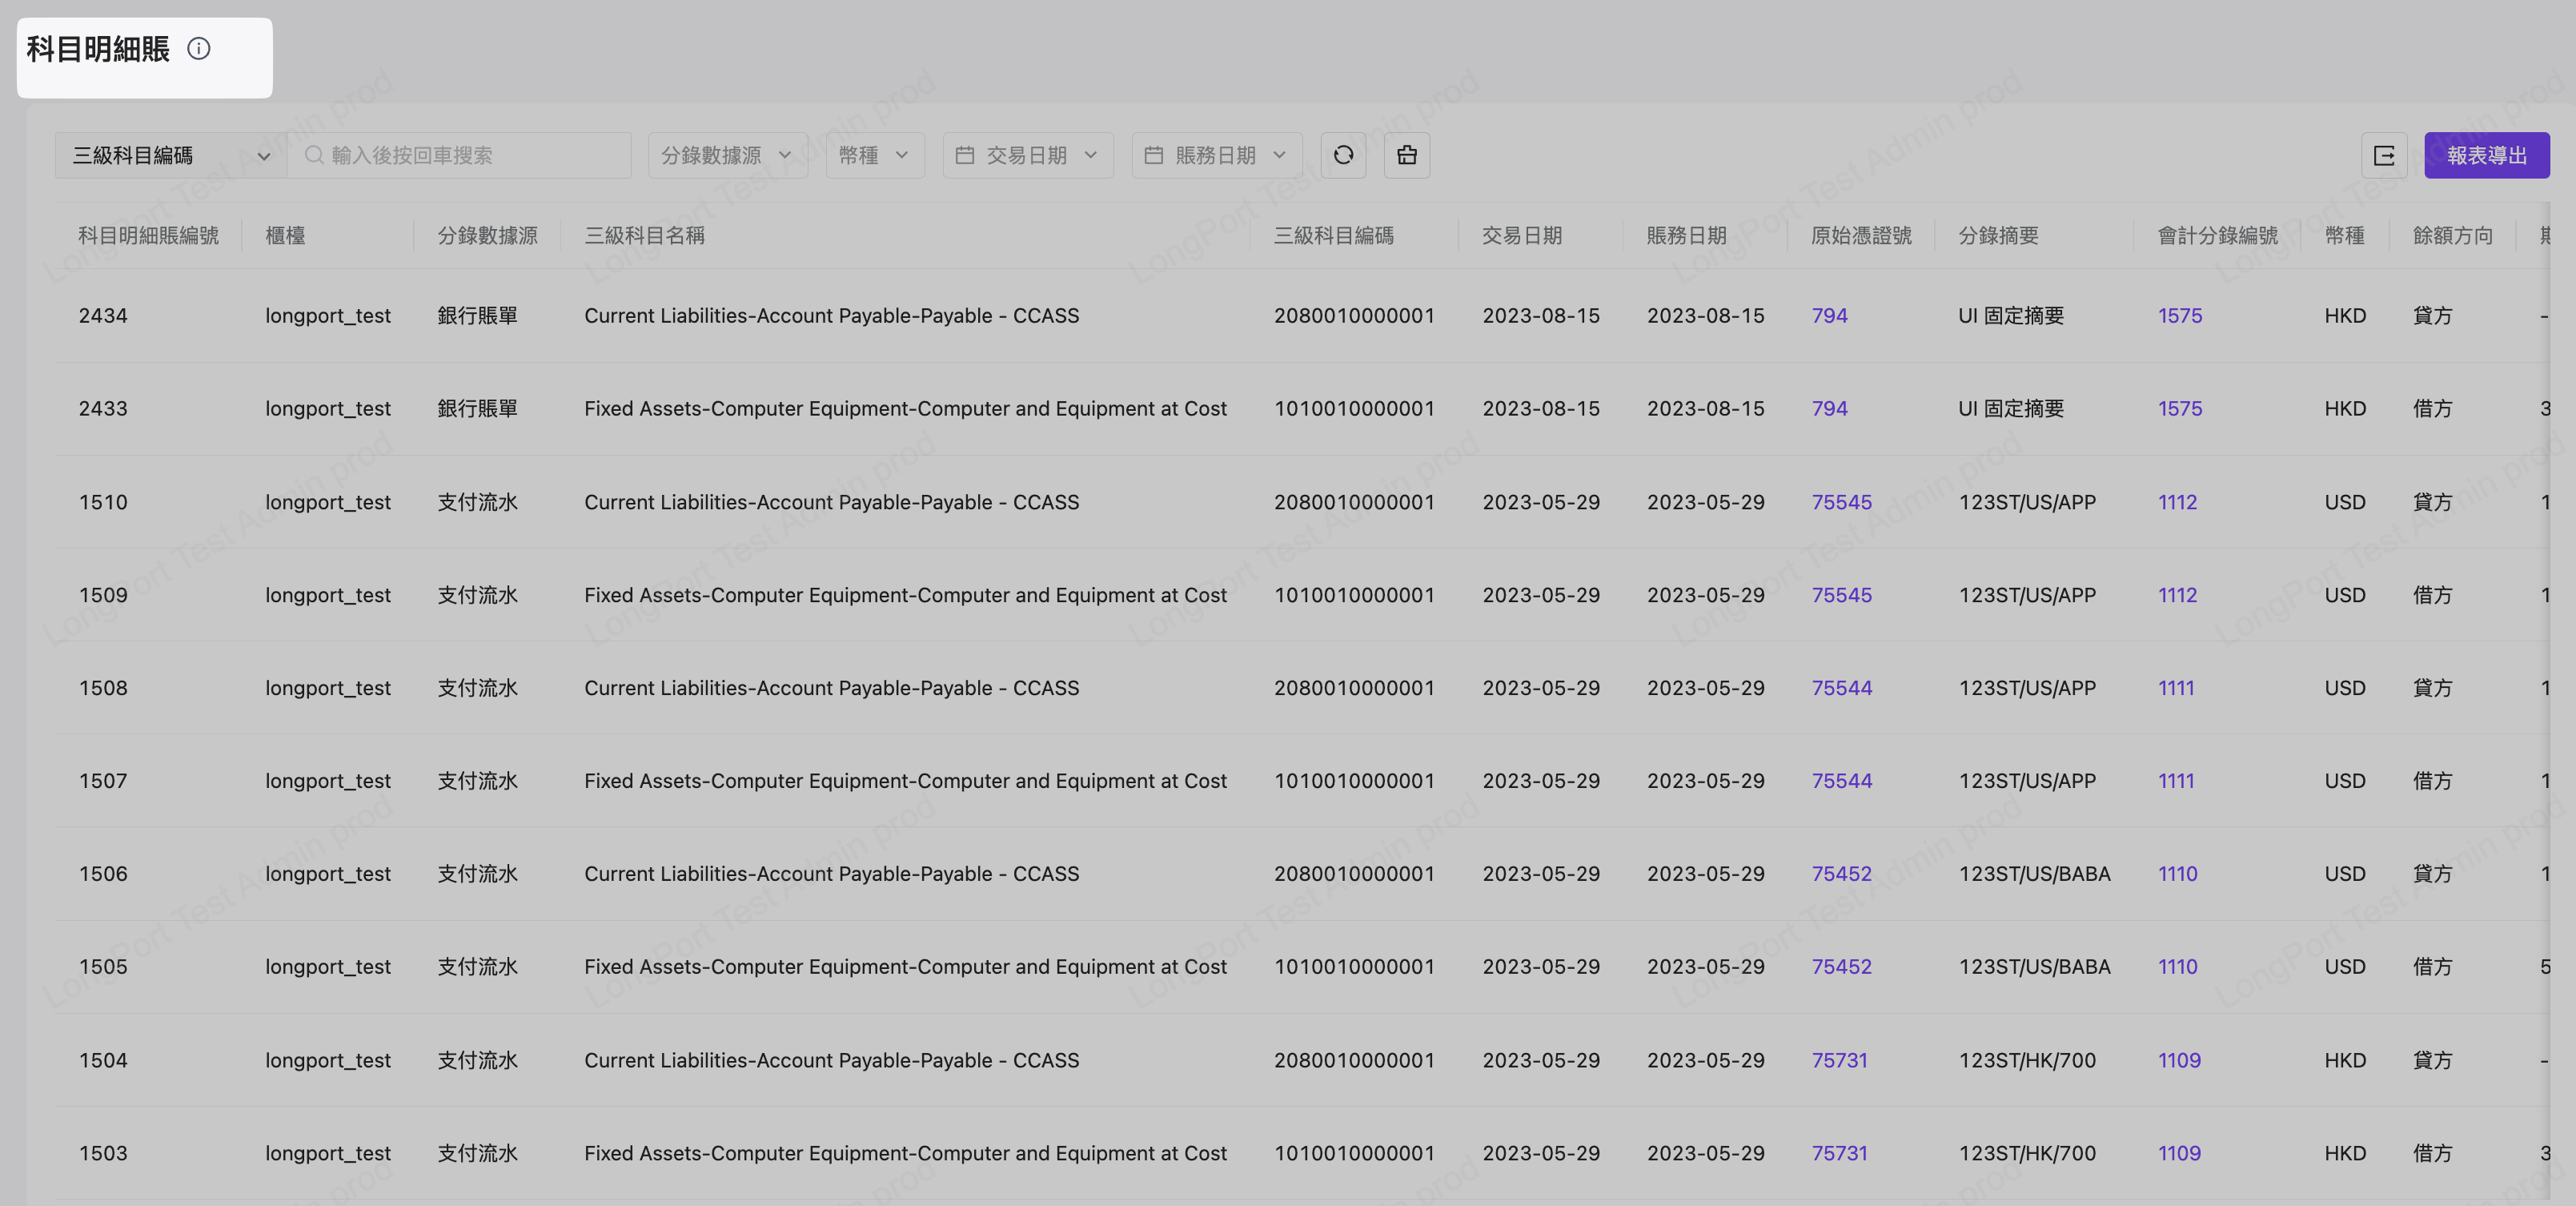 科目明細賬
三級科目編碼 輸入後按回車搜索 分錄數據源 幣種 交易日期 賬務日期 報表導出
科目明細賬編號 櫃檯 分錄數據源 三級科目名稱 三級科目編碼 交易日期 賬務日期 原始憑證號 分錄摘要 會計分錄編號 幣種 餘額方向
2434 longport_test 銀行賬單 Current Liabilities-Account Payable-Payable - CCASS 2080010000001 2023-08-15 2023-08-15 794 UI 固定摘要 1575 HKD 貸方 -
2433 longport_test 銀行賬單 Fixed Assets-Computer Equipment-Computer and Equipment at Cost 1010010000001 2023-08-15 2023-08-15 794 UI 固定摘要 1575 HKD 借方 3
1510 longport_test 支付流水 Current Liabilities-Account Payable-Payable - CCASS 2080010000001 2023-05-29 2023-05-29 75545 123ST/US/APP 1112 USD 貸方 1
1509 longport_test 支付流水 Fixed Assets-Computer Equipment-Computer and Equipment at Cost 1010010000001 2023-05-29 2023-05-29 75545 123ST/US/APP 1112 USD 借方 1
1508 longport_test 支付流水 Current Liabilities-Account Payable-Payable - CCASS 2080010000001 2023-05-29 2023-05-29 75544 123ST/US/APP 1111 USD 貸方 1
1507 longport_test 支付流水 Fixed Assets-Computer Equipment-Computer and Equipment at Cost 1010010000001 2023-05-29 2023-05-29 75544 123ST/US/APP 1111 USD 借方 1
1506 longport_test 支付流水 Current Liabilities-Account Payable-Payable - CCASS 2080010000001 2023-05-29 2023-05-29 75452 123ST/US/BABA 1110 USD 貸方 1
1505 longport_test 支付流水 Fixed Assets-Computer Equipment-Computer and Equipment at Cost 1010010000001 2023-05-29 2023-05-29 75452 123ST/US/BABA 1110 USD 借方 5
1504 longport_test 支付流水 Current Liabilities-Account Payable-Payable - CCASS 2080010000001 2023-05-29 2023-05-29 75731 123ST/HK/700 1109 HKD 貸方 -
1503 longport_test 支付流水 Fixed Assets-Computer Equipment-Computer and Equipment at Cost 1010010000001 2023-05-29 2023-05-29 75731 123ST/HK/700 1109 HKD 借方 3
LongPort Test Admin prod